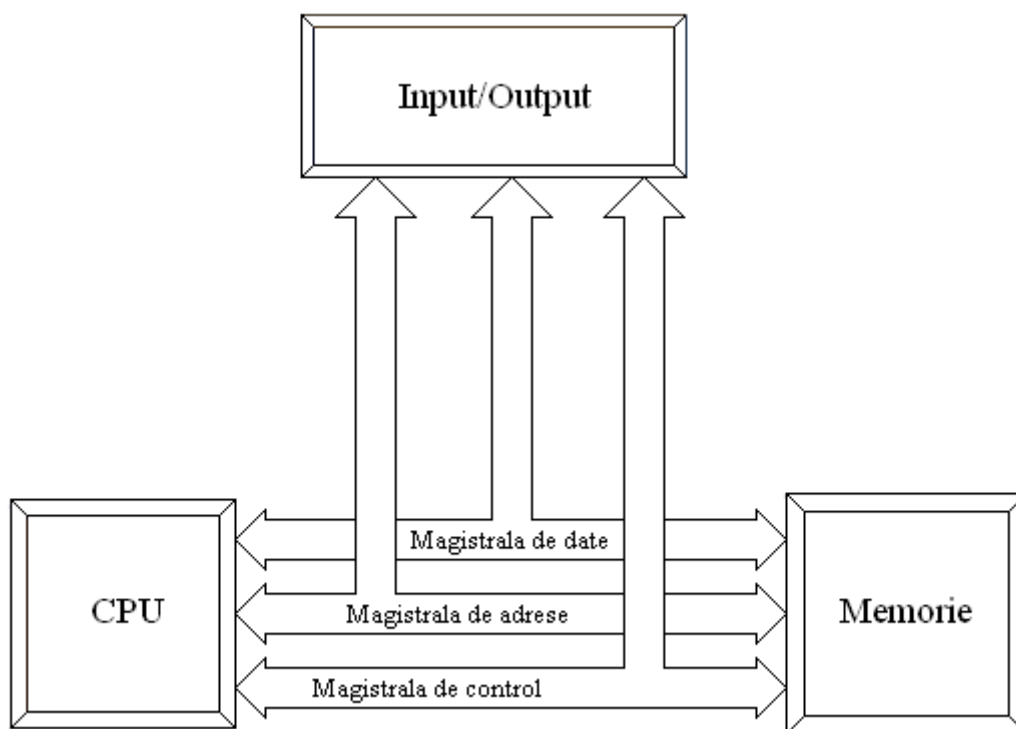 Input/Output
Magistrala de date
CPU
Magistrala de adrese
Memorie
Magistrala de control